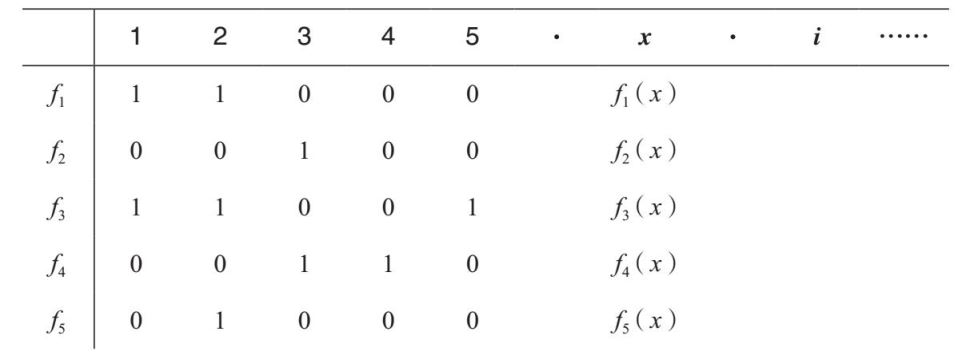 1 2 3 4 5 · x · i ⋯⋯
f₁ 1 1 0 0 0 f₁(x)
f₂ 0 0 1 0 0 f₂(x)
f₃ 1 1 0 0 1 f₃(x)
f₄ 0 0 1 1 0 f₄(x)
f₅ 0 1 0 0 0 f₅(x)